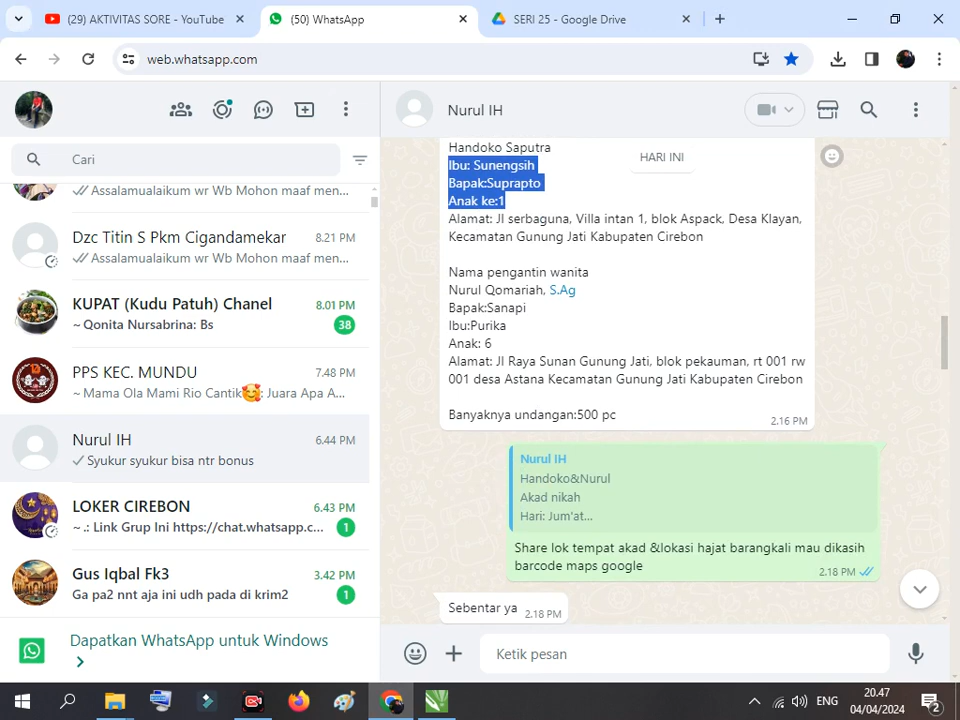 (29) AKTIVITAS SORE - YouTube
(50) WhatsApp
SERI 25 - Google Drive
web.whatsapp.com
Cari
Assalamualaikum wr Wb Mohon maaf men...
Dzc Titin S Pkm Cigandamekar
8.21 PM
Assalamualaikum wr Wb Mohon maaf men...
KUPAT (Kudu Patuh) Chanel
8.01 PM
~ Qonita Nursabrina: Bs
38
PPS KEC. MUNDU
7.48 PM
~ Mama Ola Mami Rio Cantik🥰: Juara Apa A...
Nurul IH
6.44 PM
Syukur syukur bisa ntr bonus
LOKER CIREBON
6.43 PM
~ .: Link Grup Ini https://chat.whatsapp.c...
1
Gus Iqbal Fk3
3.42 PM
Ga pa2 nnt aja ini udh pada di krim2
1
Dapatkan WhatsApp untuk Windows
Nurul IH
HARI INI
Handoko Saputra
Ibu: Sunengsih
Bapak:Suprapto
Anak ke:1
Alamat: Jl serbaguna, Villa intan 1, blok Aspack, Desa Klayan,
Kecamatan Gunung Jati Kabupaten Cirebon
Nama pengantin wanita
Nurul Qomariah, S.Ag
Bapak:Sanapi
Ibu:Purika
Anak: 6
Alamat: Jl Raya Sunan Gunung Jati, blok pekauman, rt 001 rw
001 desa Astana Kecamatan Gunung Jati Kabupaten Cirebon
Banyaknya undangan:500 pc
2.16 PM
Nurul IH
Handoko&Nurul
Akad nikah
Hari: Jum'at...
Share lok tempat akad &lokasi hajat barangkali mau dikasih
barcode maps google
2.18 PM
Sebentar ya
2.18 PM
Ketik pesan
ENG
20.47
04/04/2024
2